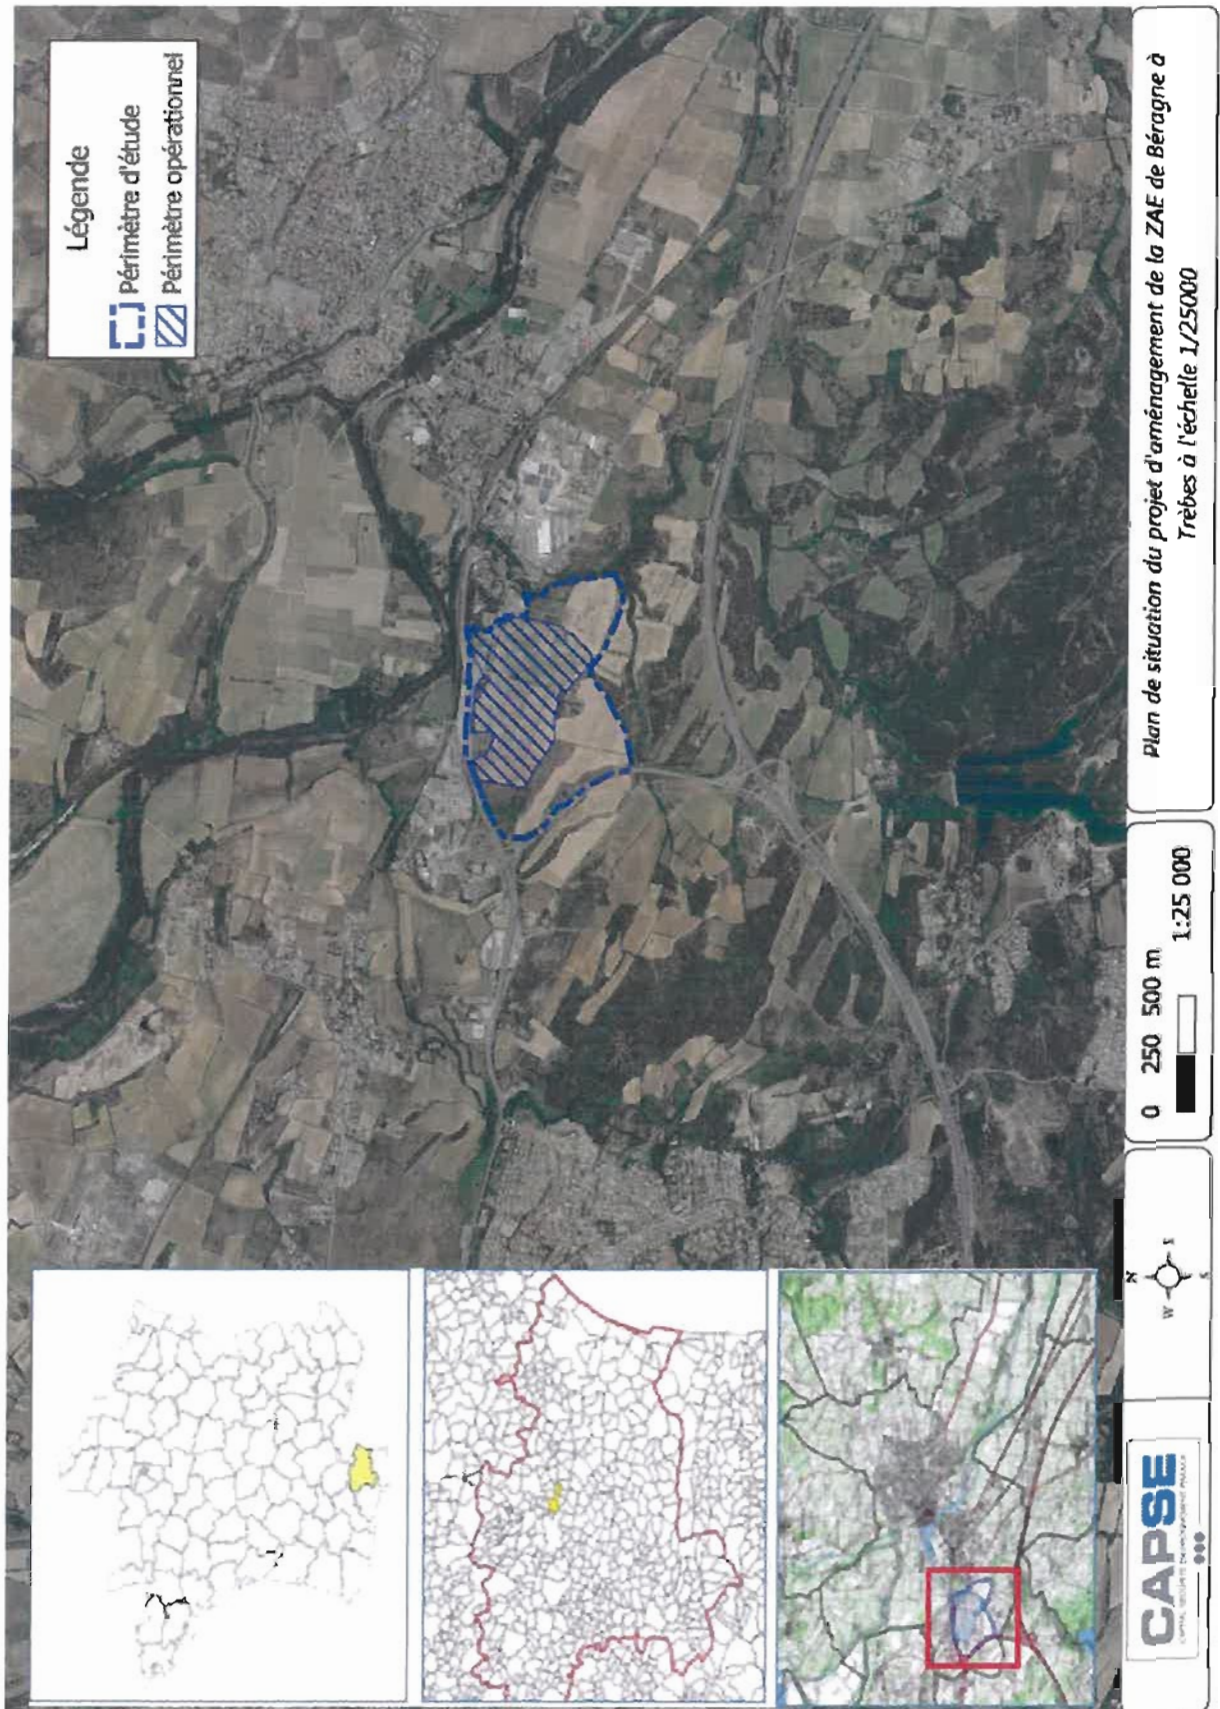 Légende
Périmètre d'étude
Périmètre opérationnel
Plan de situation du projet d'aménagement de la ZAE de Béragne à
Trèbes à l'échelle 1/25000
0 250 500 m
1:25 000
N
W
S
CAPSE